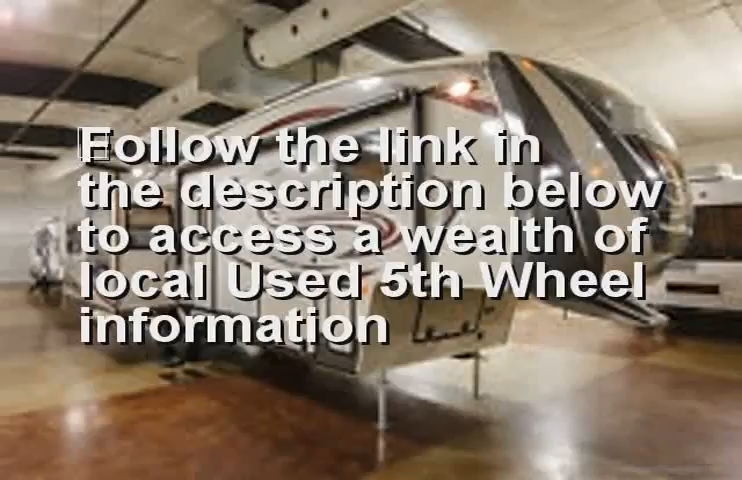 Follow the link in
the description below
to access a wealth of
local Used 5th Wheel
information